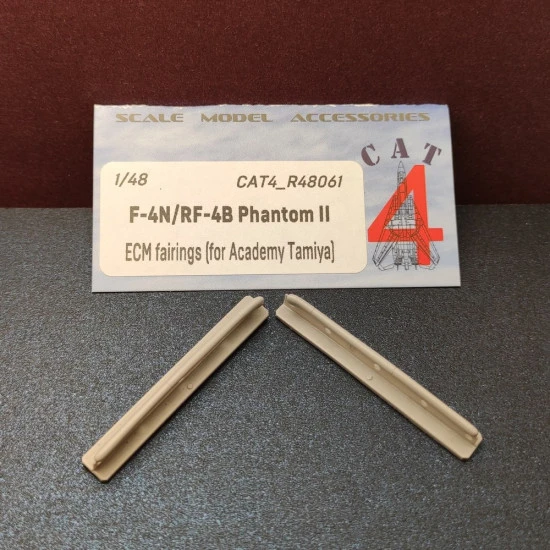 SCALE MODEL ACCESSORIES
CAT
4
1/48 CAT4_R48061
F-4N/RF-4B Phantom II
ECM fairings (for Academy Tamiya)